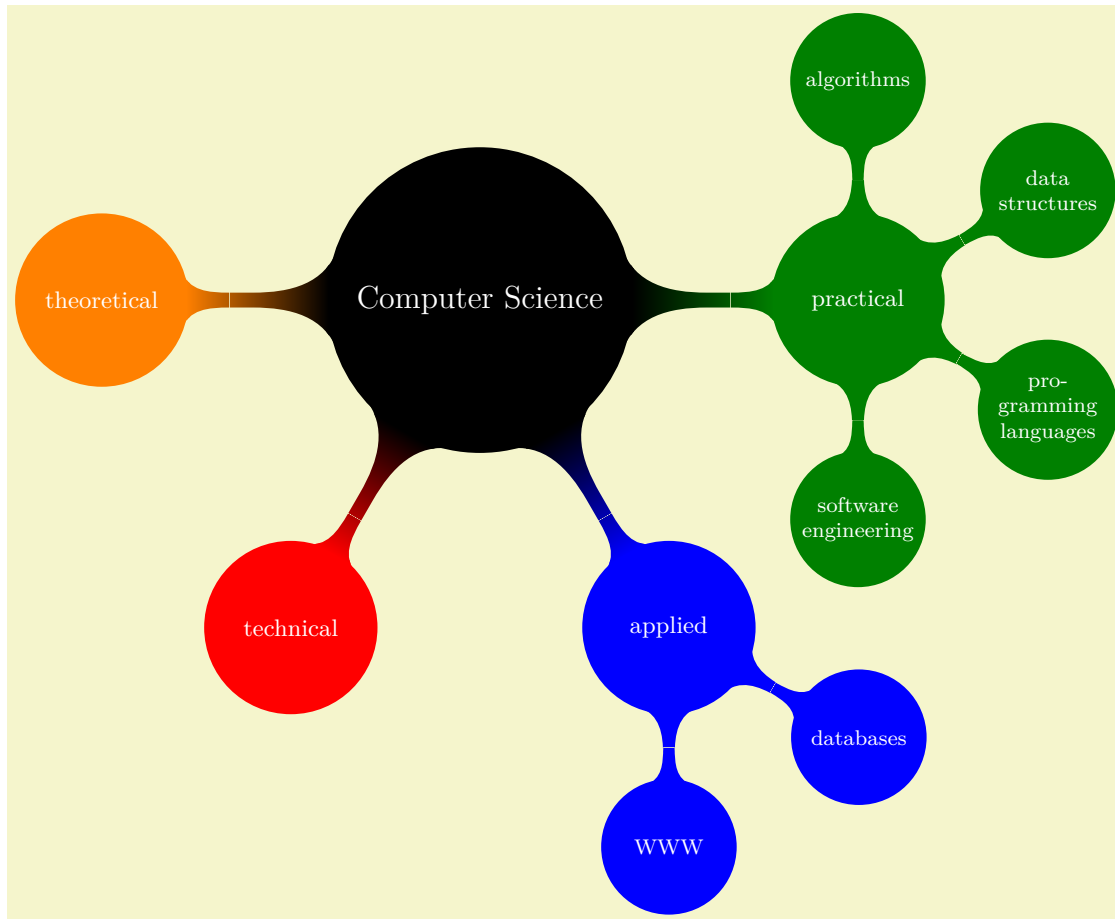 algorithms
data
structures
theoretical
Computer Science
practical
pro-
gramming
languages
software
engineering
technical
applied
databases
WWW